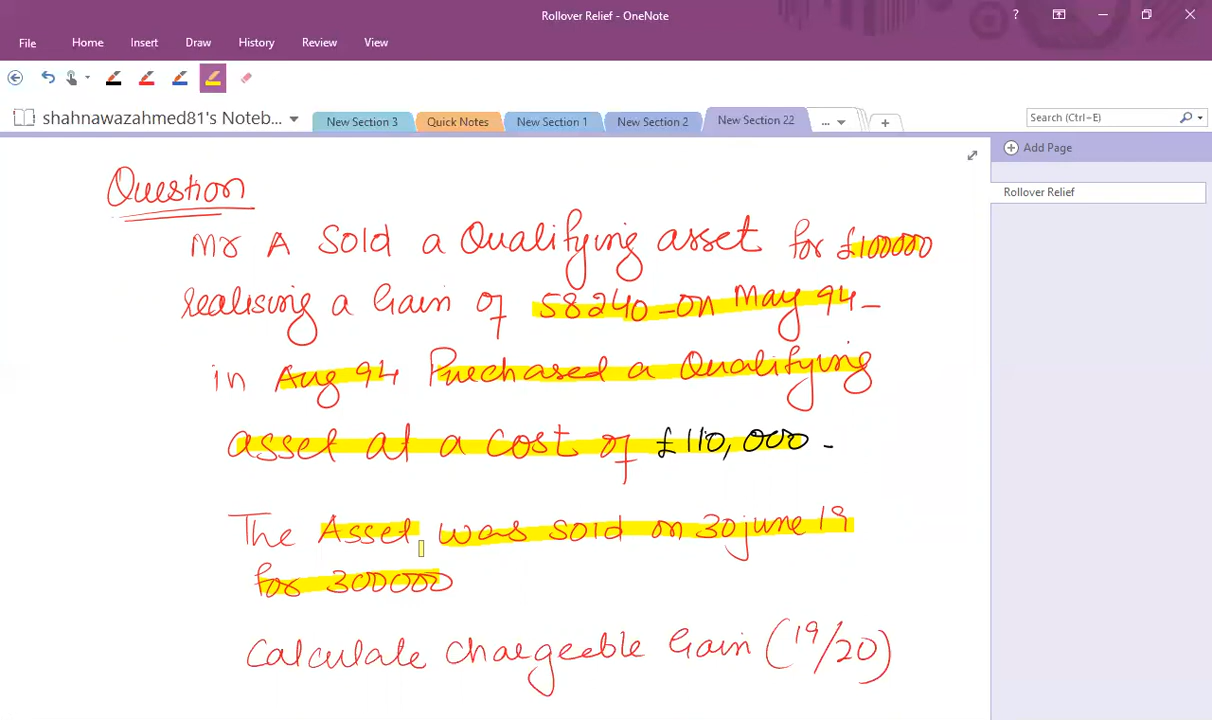 Rollover Relief - OneNote
?
File Home Insert Draw History Review View
shahnawazahmed81's Noteb... New Section 3 Quick Notes New Section 1 New Section 2 New Section 22 ... Search (Ctrl+E)
Add Page
Rollover Relief
Question
Mr A Sold a Qualifying asset for £100000
realising a Gain of 58240 - on May 94 -
in Aug 94 Purchased a Qualifying
asset at a cost of £110,000 -
The Asset was sold on 30 june 19
for 300000
Calculate chargeeble Gain (19/20)